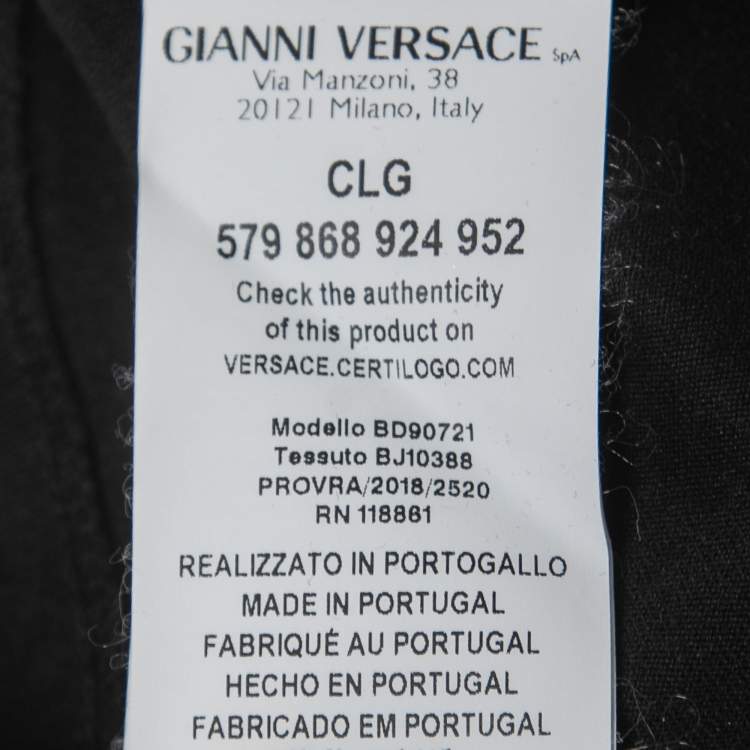 GIANNI VERSACE SpA
Via Manzoni, 38
20121 Milano, Italy
CLG
579 868 924 952
Check the authenticity
of this product on
VERSACE.CERTILOGO.COM
Modello BD90721
Tessuto BJ10388
PROVRA/2018/2520
RN 118861
REALIZZATO IN PORTOGALLO
MADE IN PORTUGAL
FABRIQUÉ AU PORTUGAL
HECHO EN PORTUGAL
FABRICADO EM PORTUGAL